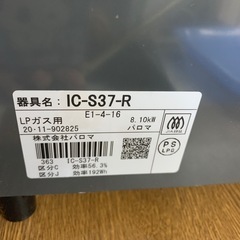 器具名: IC-S37-R
E1-4-16
LPガス用 8.10kW
20·11-902825 パロマ
株式会社パロマ
PS
LPG
363 IC-S37-R
区分C 効率56.3%
区分J 効率192Wh